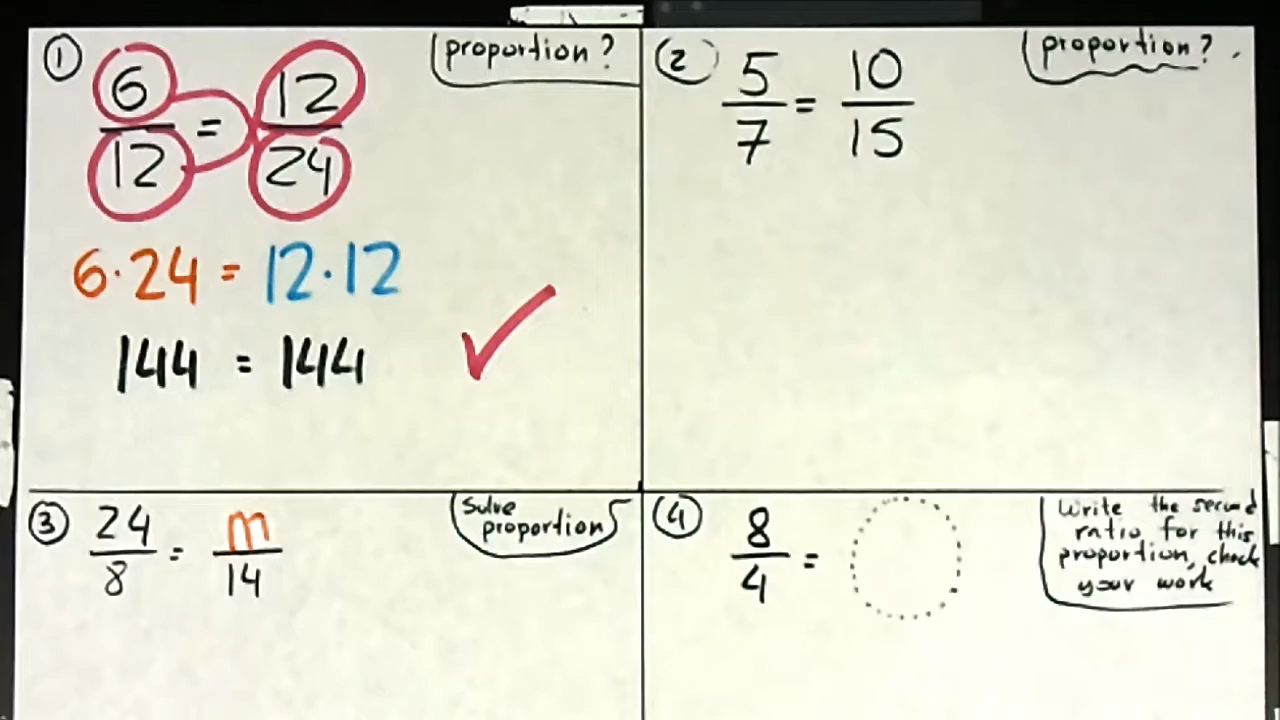 ① 6/12 = 12/24
proportion?
6·24 = 12·12
144 = 144
② 5/7 = 10/15
proportion?
③ 24/8 = m/14
Solve
proportion
④ 8/4 =
Write the second
ratio for this
proportion, check
your work